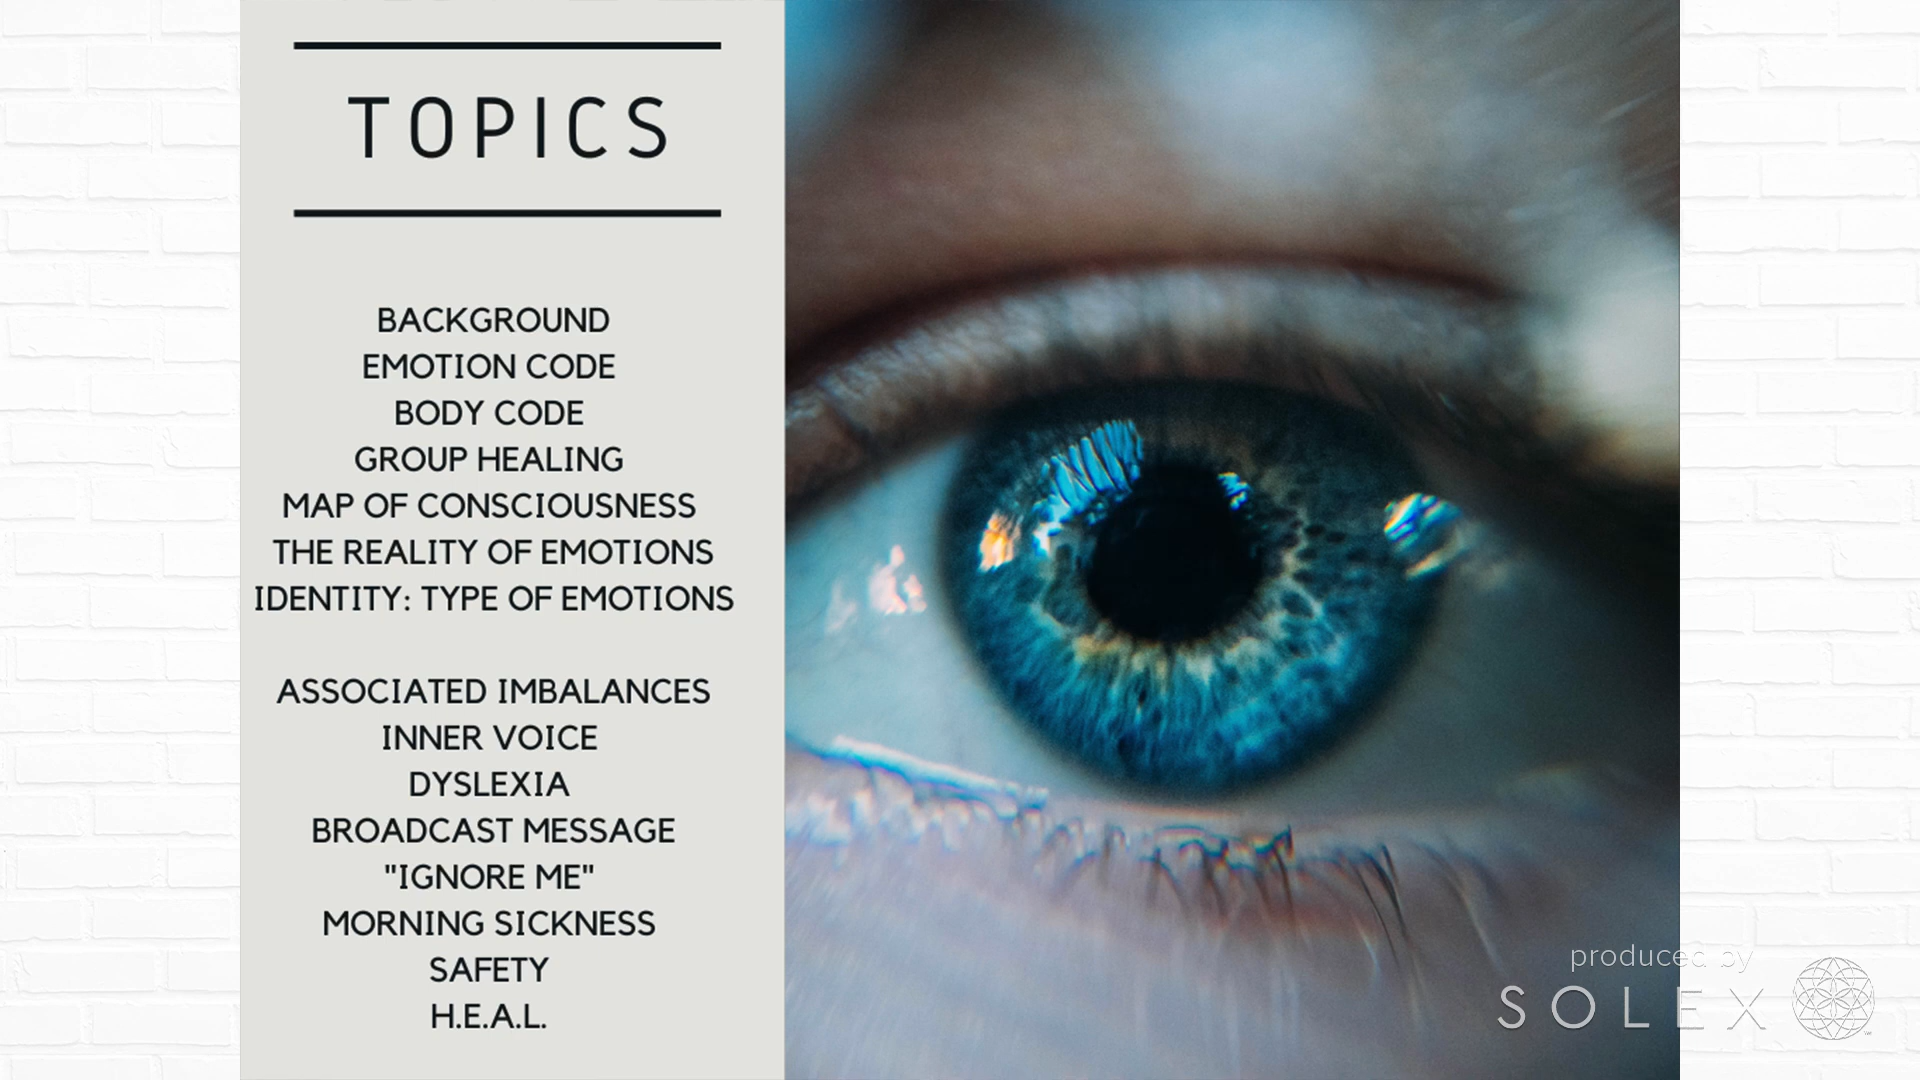 TOPICS
BACKGROUND
EMOTION CODE
BODY CODE
GROUP HEALING
MAP OF CONSCIOUSNESS
THE REALITY OF EMOTIONS
IDENTITY: TYPE OF EMOTIONS
ASSOCIATED IMBALANCES
INNER VOICE
DYSLEXIA
BROADCAST MESSAGE
"IGNORE ME"
MORNING SICKNESS
SAFETY
H.E.A.L.
produced by
SOLEX